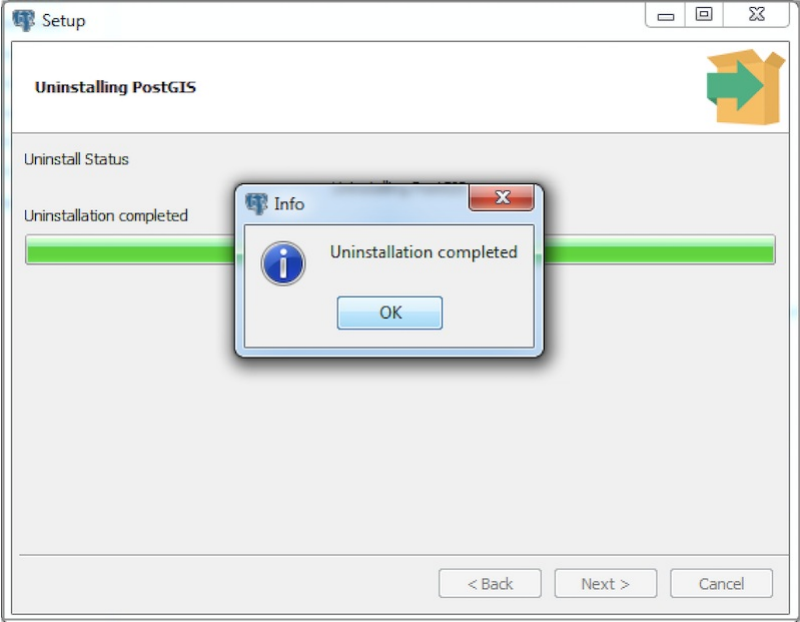 Setup
Uninstalling PostGIS
Uninstall Status
Uninstallation completed
Info
Uninstallation completed
OK
< Back
Next >
Cancel